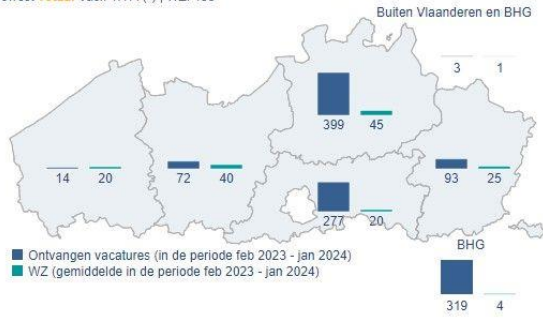 Buiten Vlaanderen en BHG
3 1
399 45
14 20
72 40
93 25
277 20
BHG
Ontvangen vacatures (in de periode feb 2023 - jan 2024)
WZ (gemiddelde in de periode feb 2023 - jan 2024)
319 4